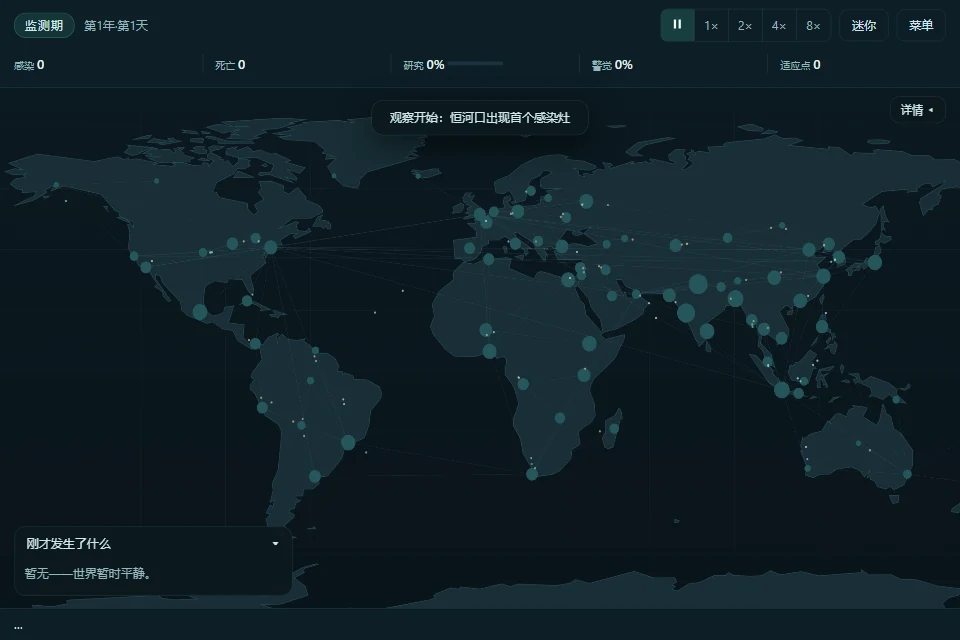 监测期 第1年·第1天
1× 2× 4× 8× 迷你 菜单
感染 0 死亡 0 研究 0% 警觉 0% 适应点 0
观察开始：恒河口出现首个感染灶
详情
刚才发生了什么
暂无——世界暂时平静。
...